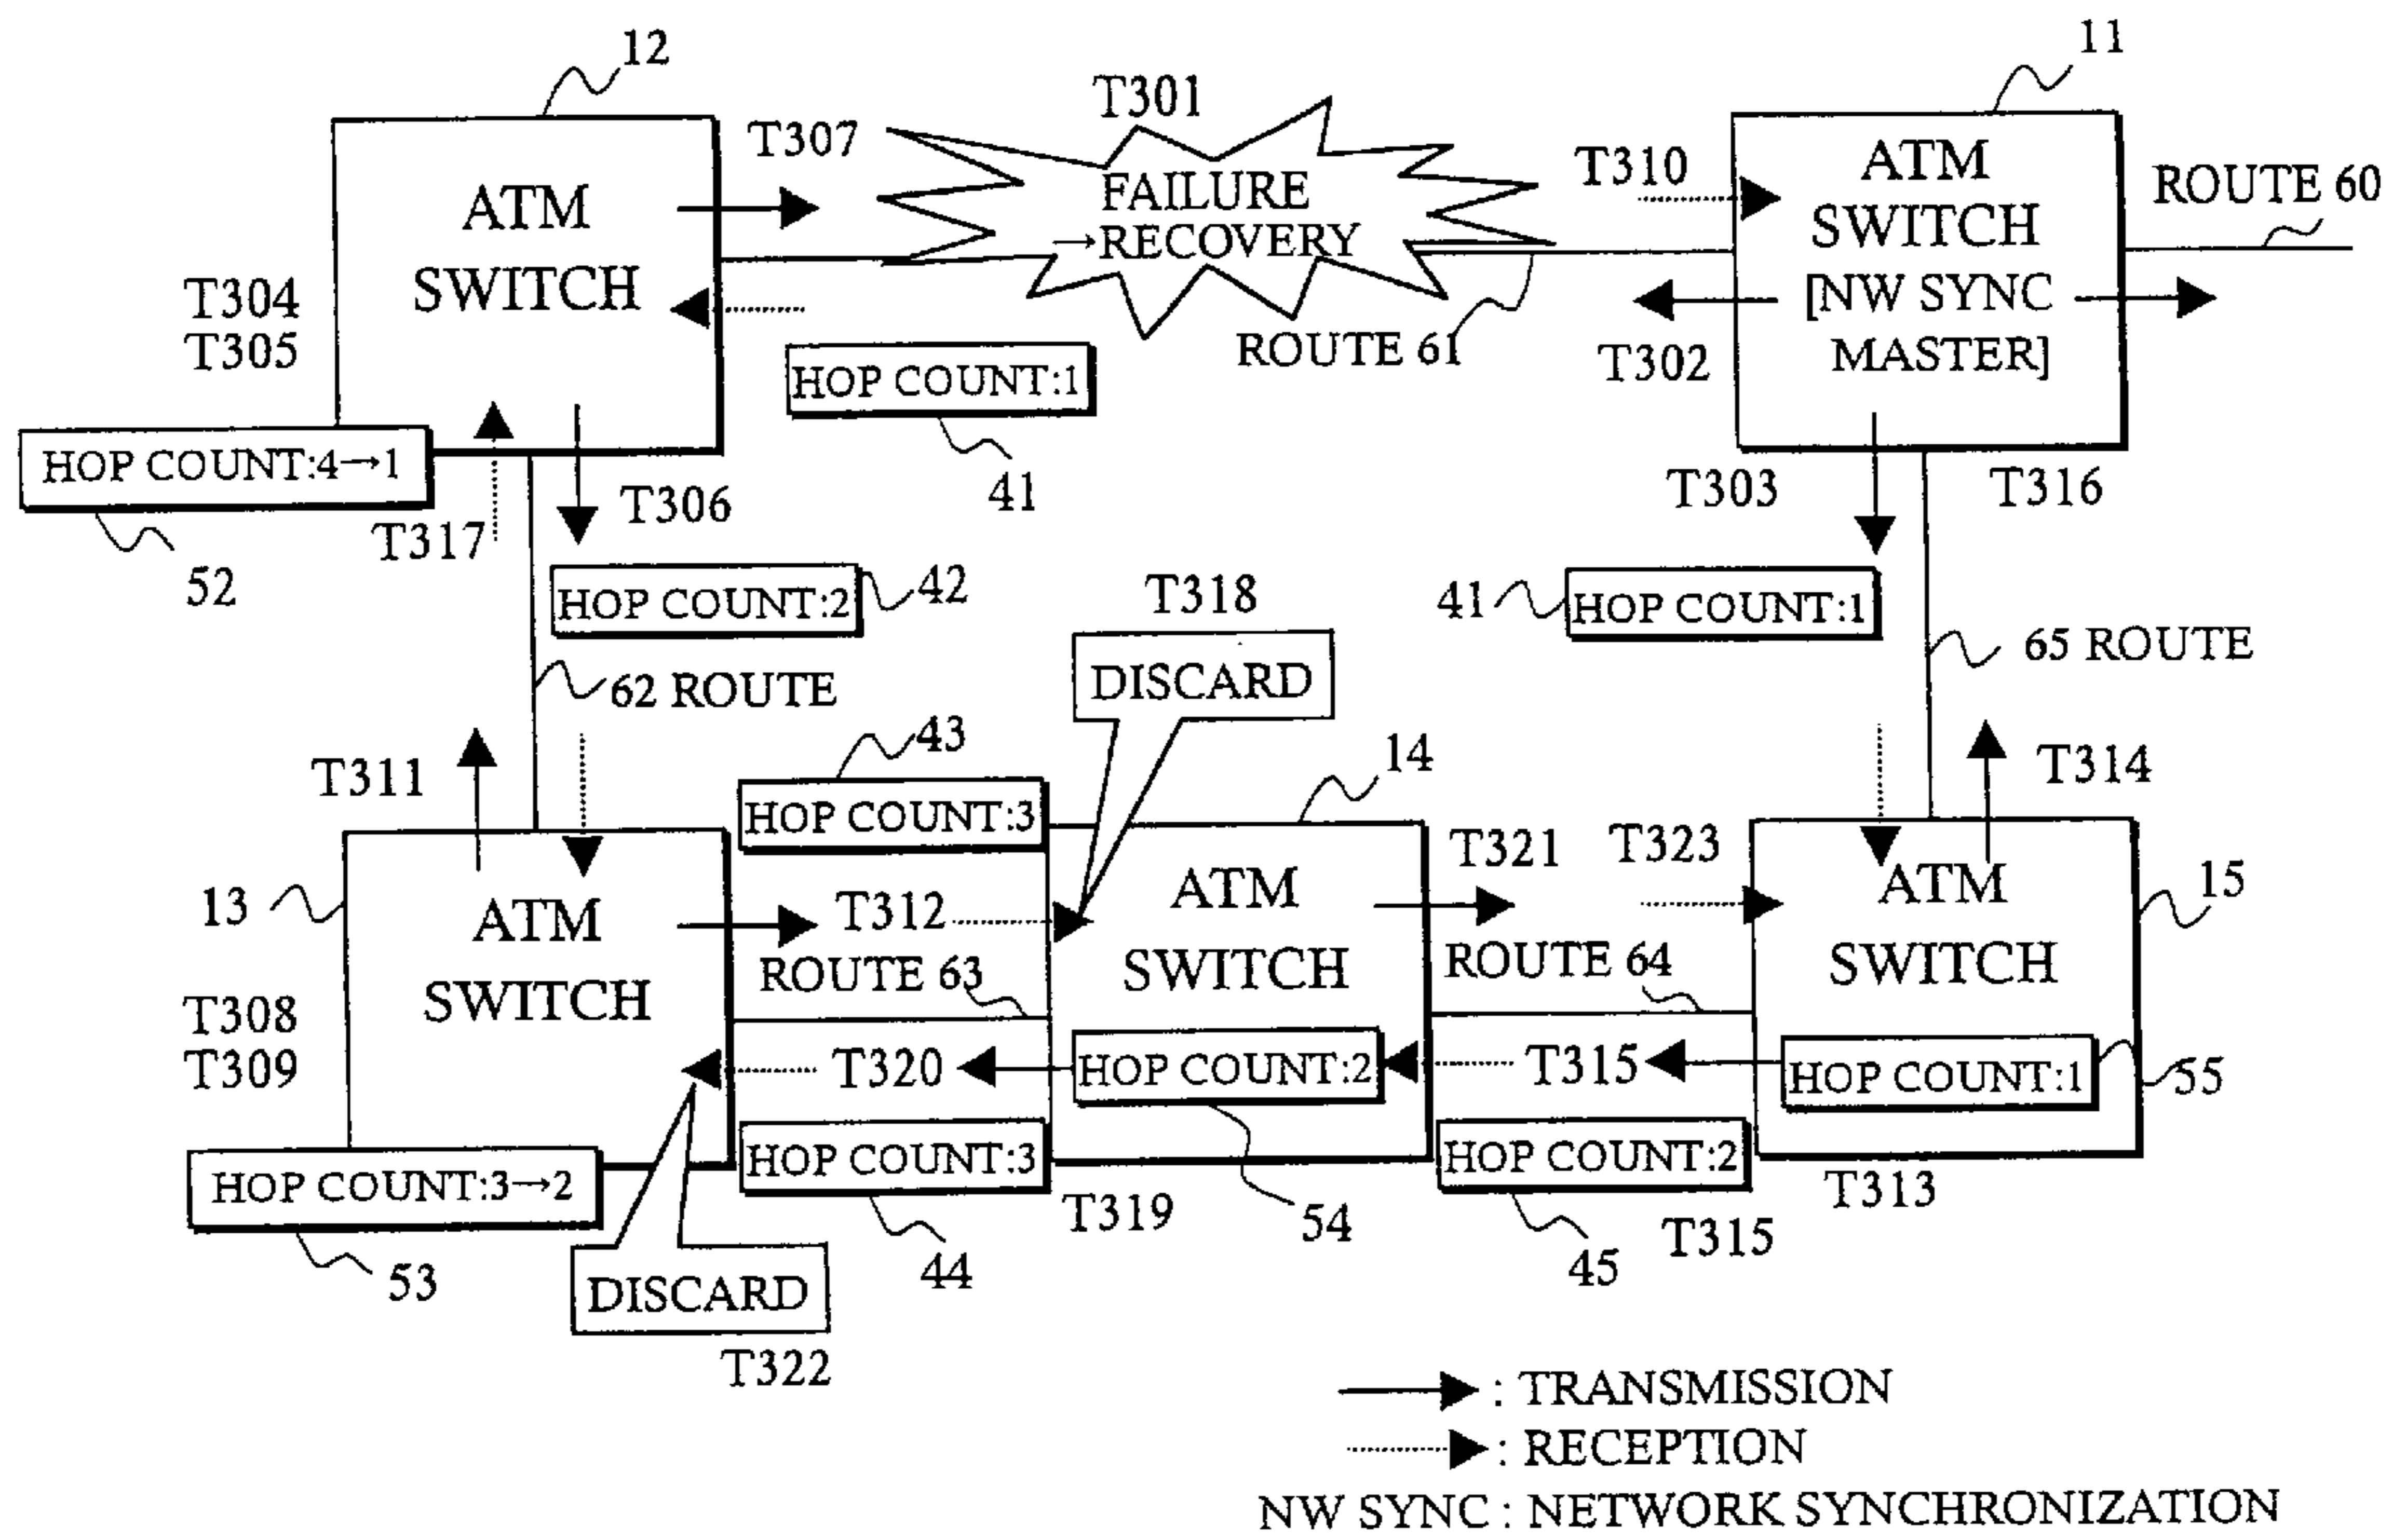 12
11
T301
T307
FAILURE
→RECOVERY
T310
ATM
SWITCH
ATM
SWITCH
[NW SYNC
MASTER]
ROUTE 60
T304
T305
ROUTE 61
T302
HOP COUNT:1
41
HOP COUNT:4→1
52
T317
T306
T303
T316
HOP COUNT:2
42
T318
DISCARD
41
HOP COUNT:1
65 ROUTE
62 ROUTE
T311
43
HOP COUNT:3
14
T314
13
ATM
SWITCH
T312
ROUTE 63
ATM
SWITCH
T321
T323
ROUTE 64
ATM
SWITCH
15
T308
T309
T320
HOP COUNT:2
T315
HOP COUNT:1
55
HOP COUNT:3→2
53
HOP COUNT:3
44
T319
54
HOP COUNT:2
45
T315
T313
DISCARD
T322
: TRANSMISSION
: RECEPTION
NW SYNC : NETWORK SYNCHRONIZATION